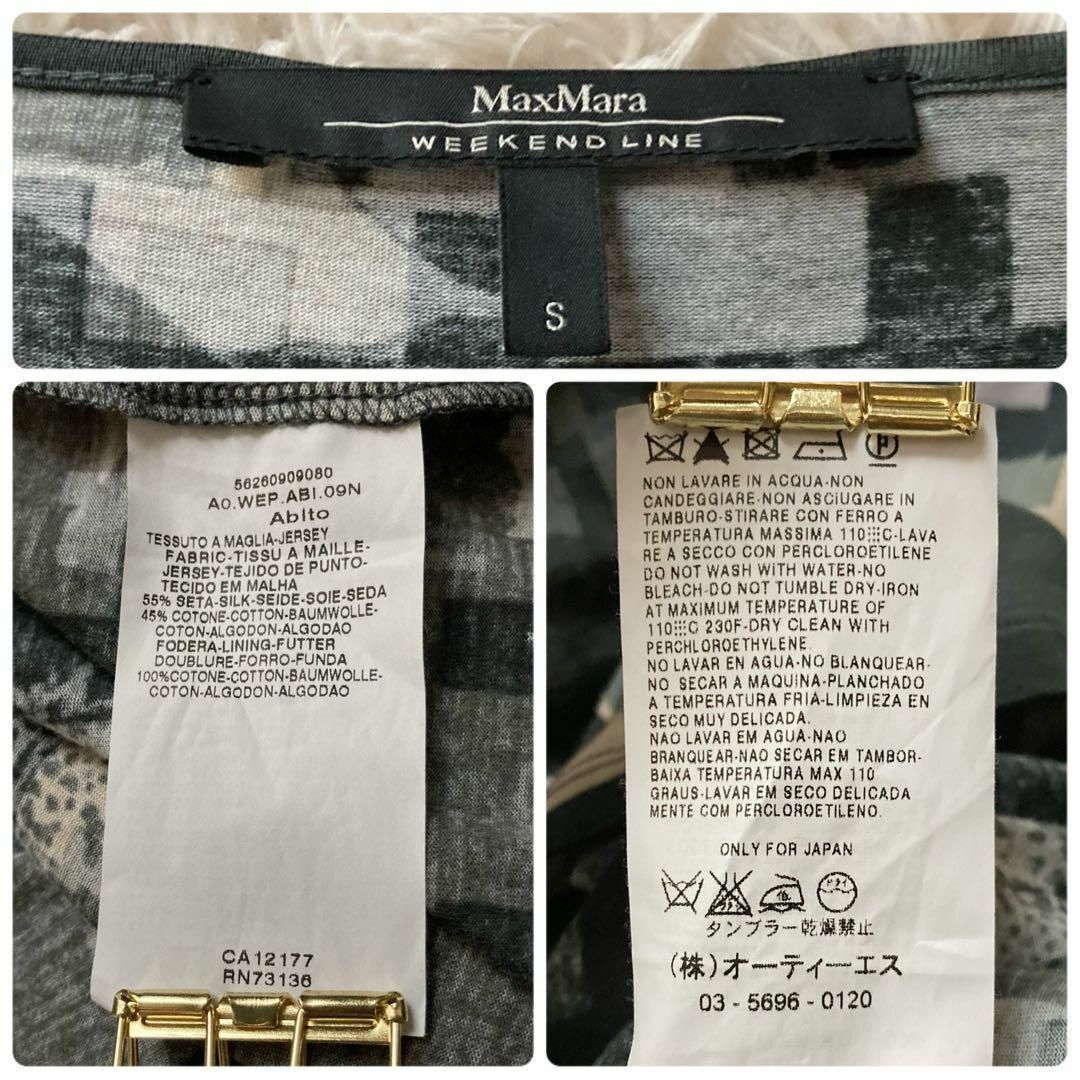 MaxMara
WEEKEND LINE
S
56260909080
A0.WEP.ABI.09N
Abito
TESSUTO A MAGLIA-JERSEY
FABRIC-TISSU A MAILLE-
JERSEY-TEJIDO DE PUNTO-
TECIDO EM MALHA
55% SETA-SILK-SEIDE-SOIE-SEDA
45% COTONE-COTTON-BAUMWOLLE-
COTON-ALGODON-ALGODAO
FODERA-LINING-FUTTER
DOUBLURE-FORRO-FUNDA
100%COTONE-COTTON-BAUMWOLLE-
COTON-ALGODON-ALGODAO
CA12177
RN73136
P
NON LAVARE IN ACQUA-NON
CANDEGGIARE-NON ASCIUGARE IN
TAMBURO-STIRARE CON FERRO A
TEMPERATURA MASSIMA 110░C-LAVA
RE A SECCO CON PERCLOROETILENE
DO NOT WASH WITH WATER-NO
BLEACH-DO NOT TUMBLE DRY-IRON
AT MAXIMUM TEMPERATURE OF
110░C 230F-DRY CLEAN WITH
PERCHLOROETHYLENE.
NO LAVAR EN AGUA-NO BLANQUEAR-
NO SECAR A MAQUINA-PLANCHADO
A TEMPERATURA FRIA-LIMPIEZA EN
SECO MUY DELICADA.
NAO LAVAR EM AGUA-NAO
BRANQUEAR-NAO SECAR EM TAMBOR-
BAIXA TEMPERATURA MAX 110
GRAUS-LAVAR EM SECO DELICADA
MENTE COM PERCLOROETILENO.
ONLY FOR JAPAN
タンブラー乾燥禁止
(株)オーティーエス
03-5696-0120